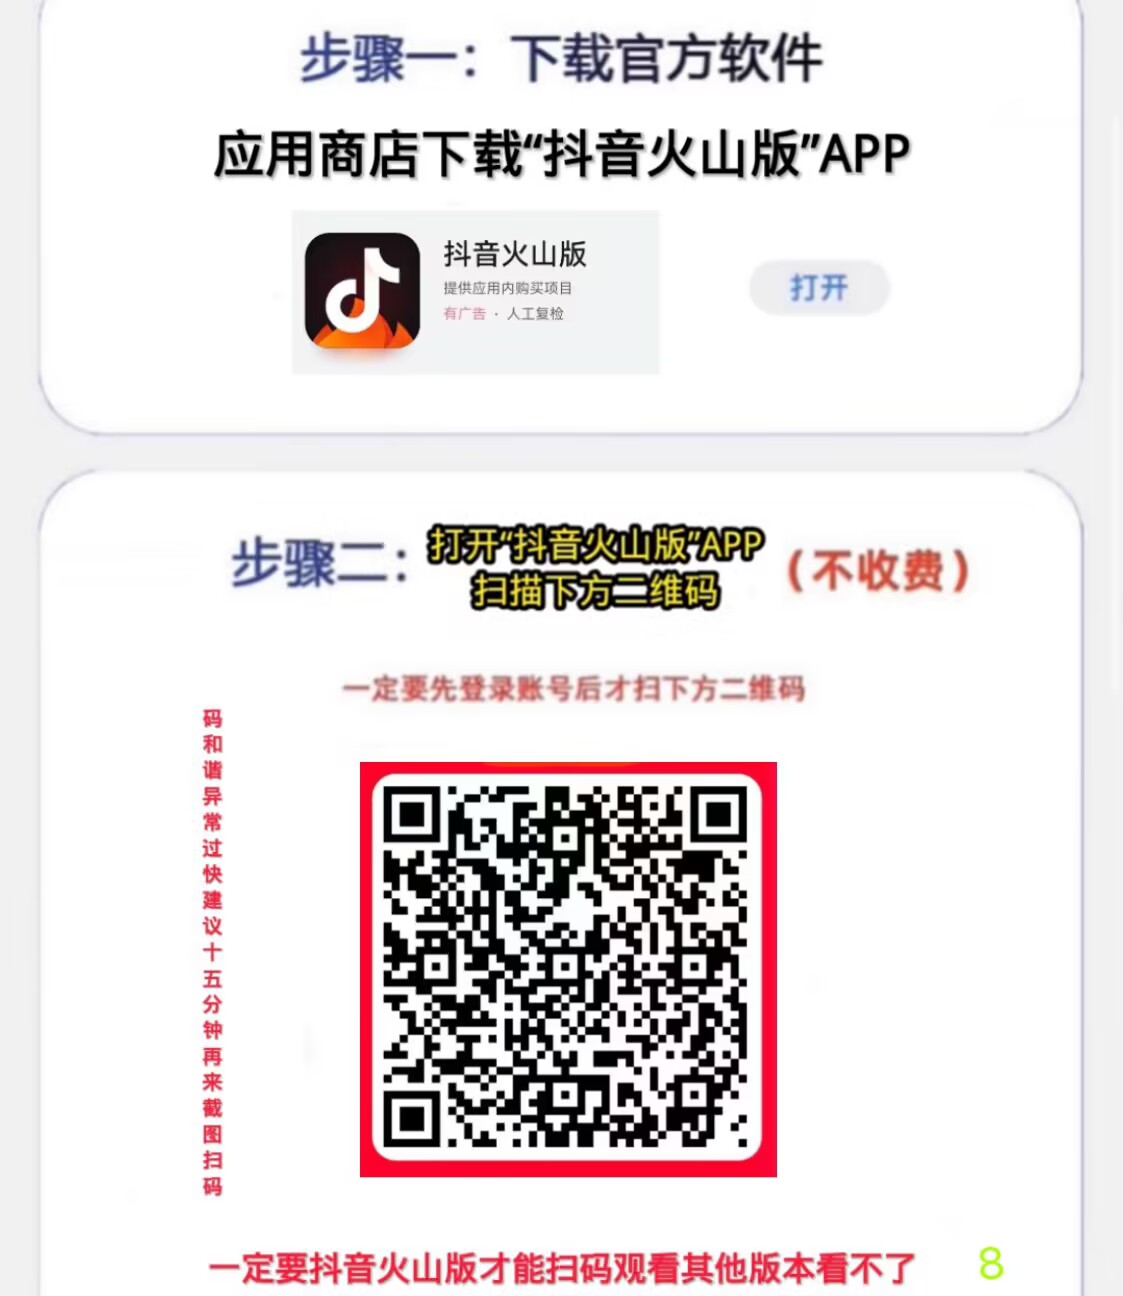 步骤一：下载官方软件
应用商店下载“抖音火山版”APP
抖音火山版
提供应用内购买项目
有广告 · 人工复检
打开
步骤二：
打开“抖音火山版”APP
扫描下方二维码
（不收费）
一定要先登录账号后才扫下方二维码
码和谐异常过快建议十五分钟再来截图扫码
一定要抖音火山版才能扫码观看其他版本看不了
8